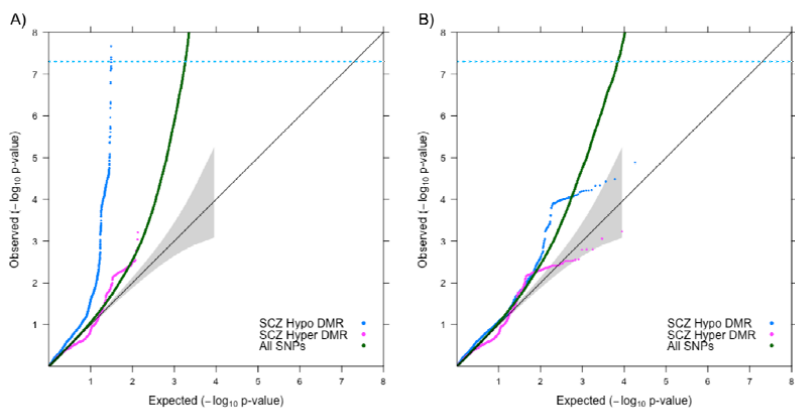 A)
8
7
6
5
4
3
2
1
Observed (−log10 p-value)
SCZ Hypo DMR
SCZ Hyper DMR
All SNPs
1 2 3 4 5 6 7 8
Expected (−log10 p-value)
B)
8
7
6
5
4
3
2
1
Observed (−log10 p-value)
SCZ Hypo DMR
SCZ Hyper DMR
All SNPs
1 2 3 4 5 6 7 8
Expected (−log10 p-value)